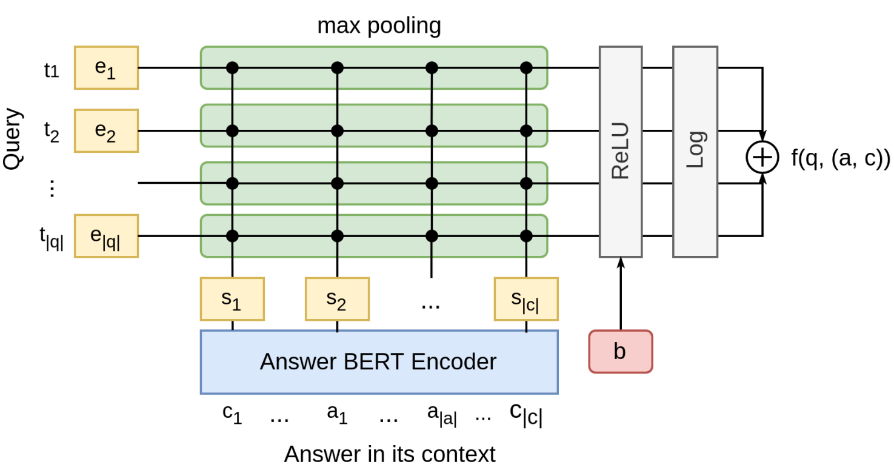 max pooling
Query
t1 e1
t2 e2
...
t|q| e|q|
ReLU
Log
f(q, (a, c))
s1 s2 ... s|c|
b
Answer BERT Encoder
c1 ... a1 ... a|a| ... c|c|
Answer in its context